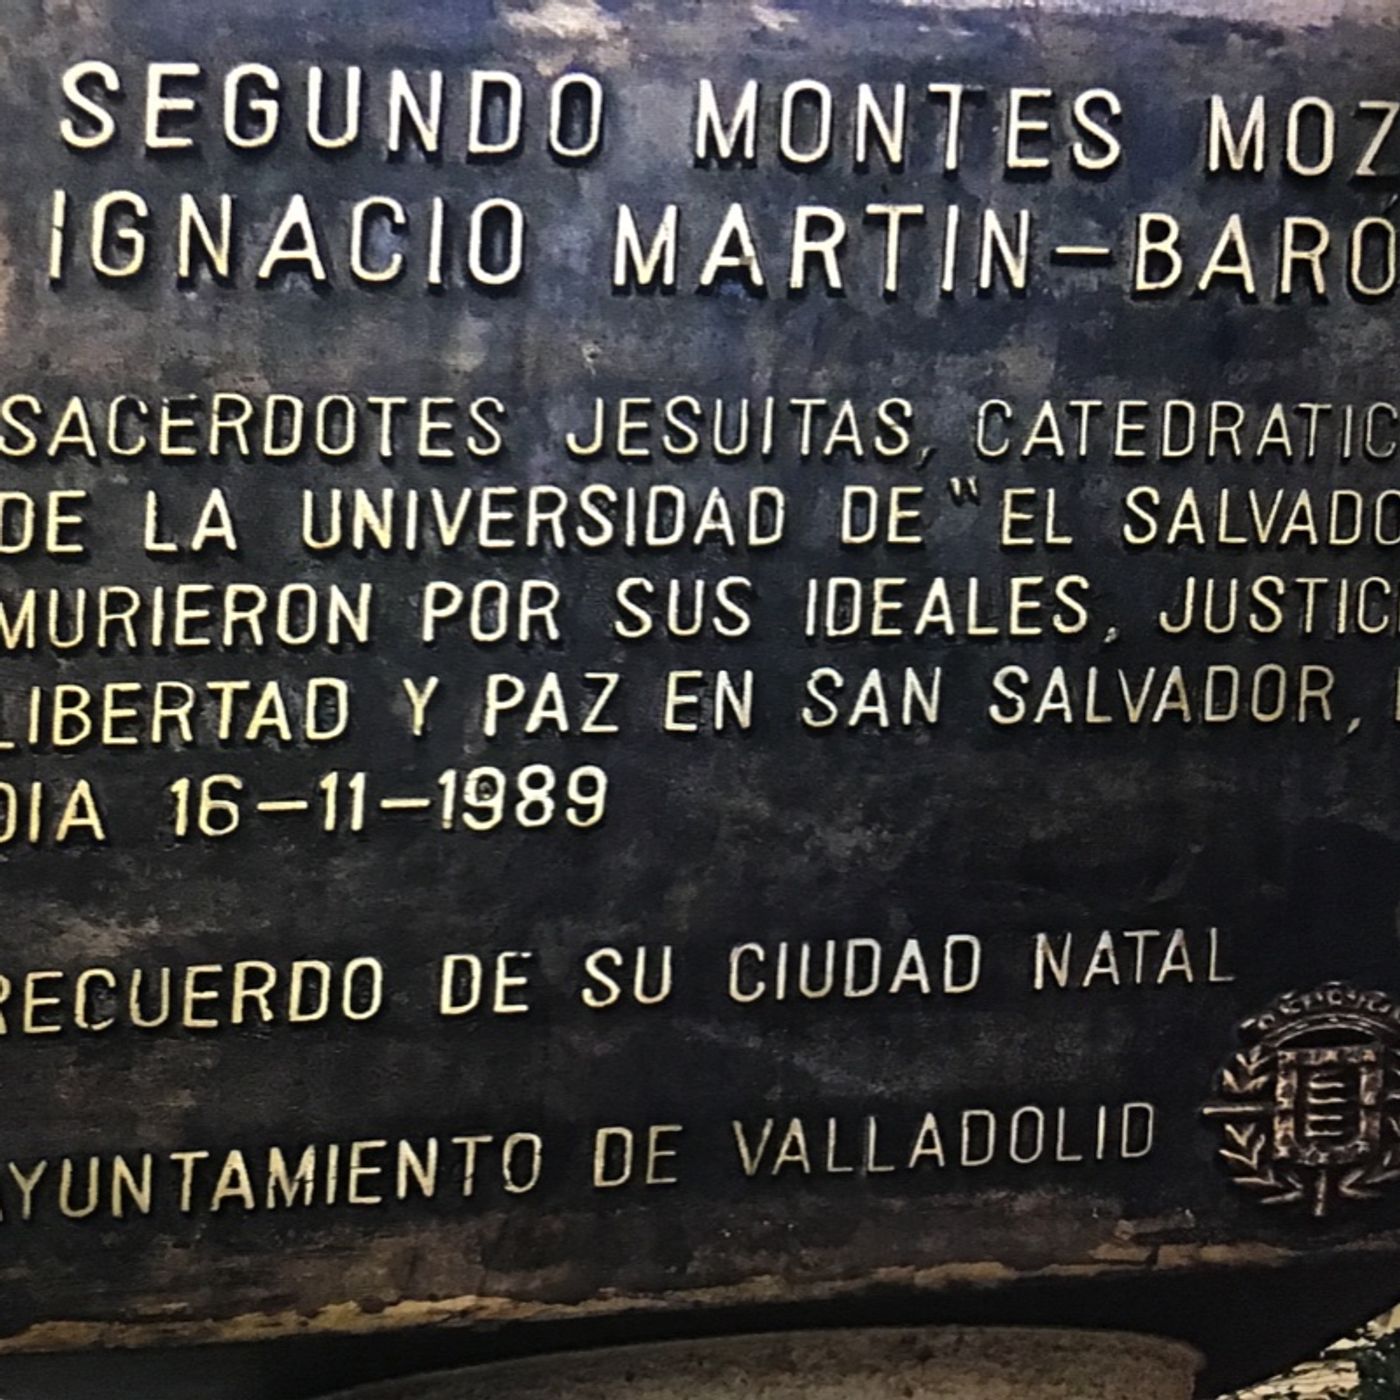 SEGUNDO MONTES MOZ
IGNACIO MARTIN-BARÓ
SACERDOTES JESUITAS, CATEDRATIC
DE LA UNIVERSIDAD DE "EL SALVADO
MURIERON POR SUS IDEALES, JUSTIC
LIBERTAD Y PAZ EN SAN SALVADOR,
DIA 16-11-1989
RECUERDO DE SU CIUDAD NATAL
AYUNTAMIENTO DE VALLADOLID